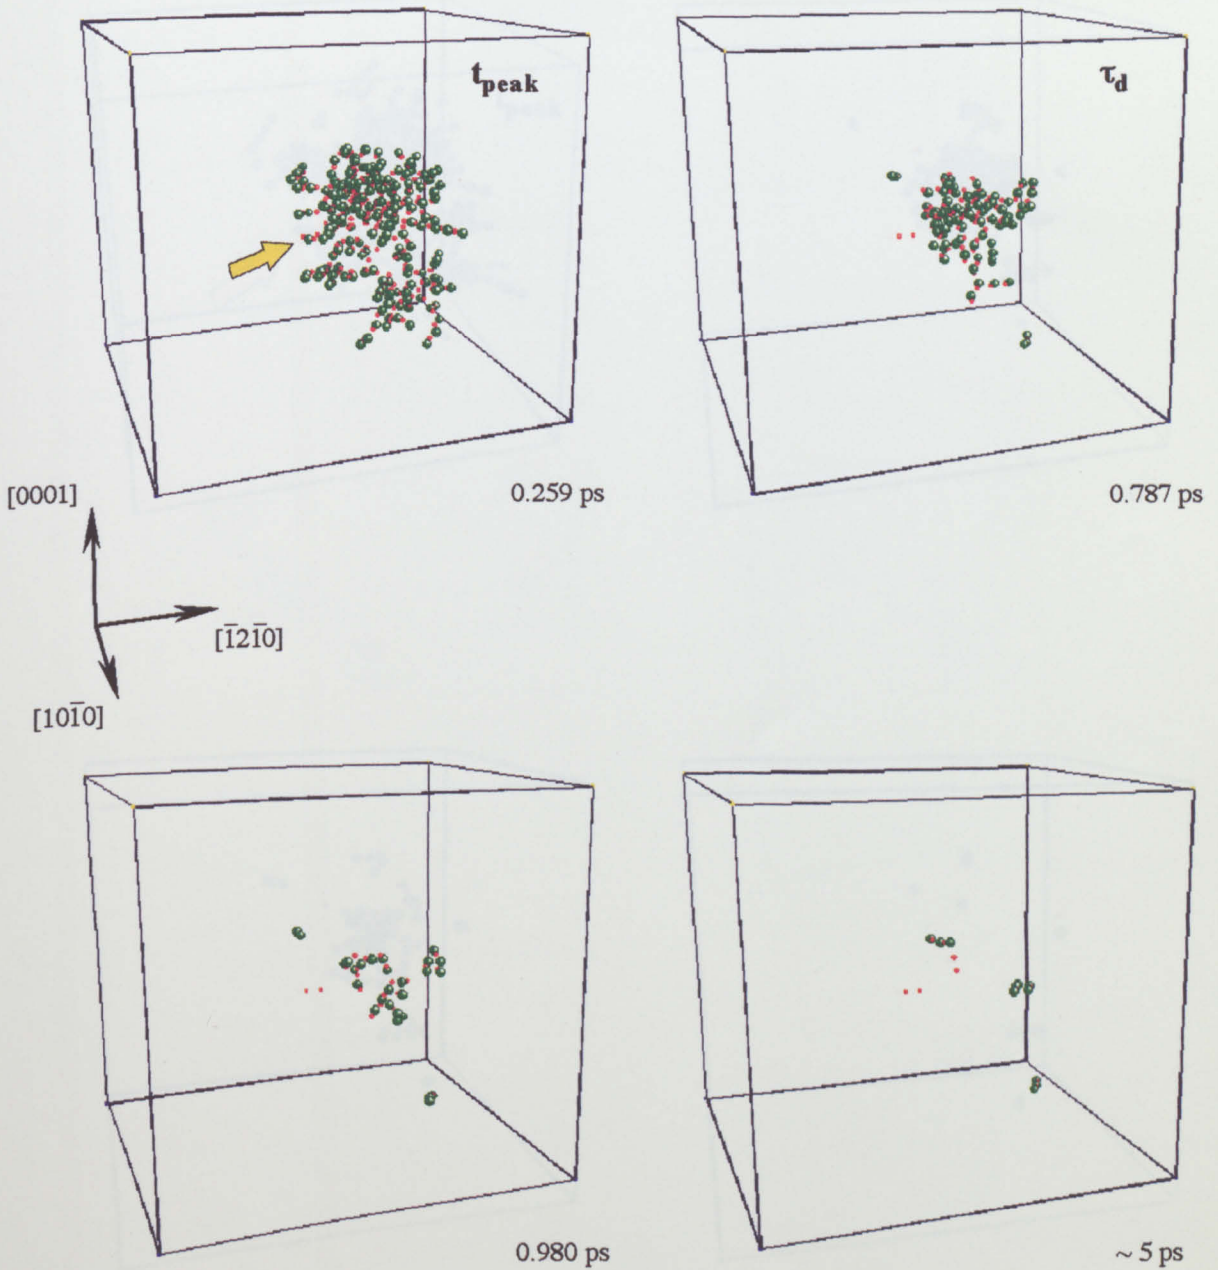 t_peak
τ_d
0.259 ps
0.787 ps
[0001]
[1̄21̄0]
[101̄0]
0.980 ps
~ 5 ps